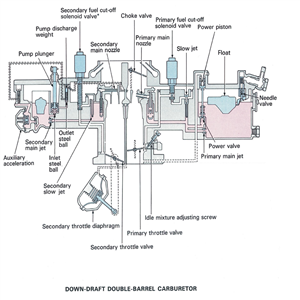 Secondary fuel cut-off
solenoid valve*
Choke valve
Primary fuel cut-off
solenoid valve
Pump discharge
weight
Power piston
Pump plunger
Secondary
main nozzle
Primary
main
nozzle
Slow jet
Float
Needle
valve
Auxiliary
acceleration
Secondary
main jet
Inlet
steel
ball
Outlet
steel
ball
Secondary
slow jet
Power valve
Primary main jet
Idle mixture adjusting screw
Secondary throttle diaphragm
Primary throttle valve
Secondary throttle valve
DOWN-DRAFT DOUBLE-BARREL CARBURETOR